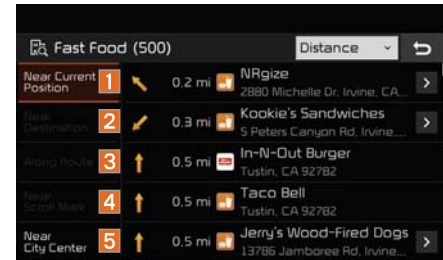 Fast Food (500)
Distance
Near Current
Position
1
0.2 mi
NRgize
2880 Michelle Dr, Irvine, CA...
Near
Destination
2
0.3 mi
Kookie's Sandwiches
5 Peters Canyon Rd, Irvine,...
Along Route
3
0.5 mi
In-N-Out Burger
Tustin, CA 92782
Near
Scroll Mark
4
0.5 mi
Taco Bell
Tustin, CA 92782
Near
City Center
5
0.5 mi
Jerry's Wood-Fired Dogs
13786 Jamboree Rd, Irvine...